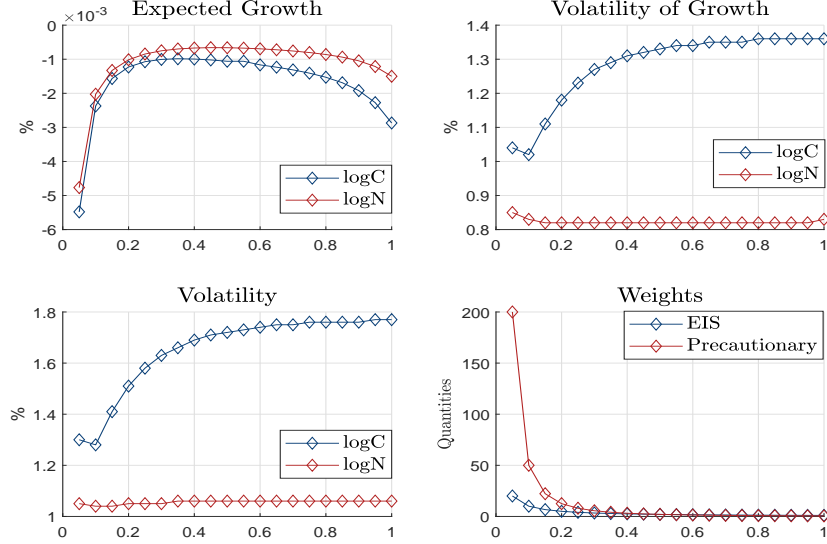 Expected Growth
×10⁻³
0
-1
-2
-3
-4
-5
-6
%
logC
logN
0 0.2 0.4 0.6 0.8 1
Volatility of Growth
1.4
1.3
1.2
1.1
1
0.9
0.8
%
logC
logN
0 0.2 0.4 0.6 0.8 1
Volatility
1.8
1.6
1.4
1.2
1
%
logC
logN
0 0.2 0.4 0.6 0.8 1
Weights
200
150
100
50
0
Quantities
EIS
Precautionary
0 0.2 0.4 0.6 0.8 1